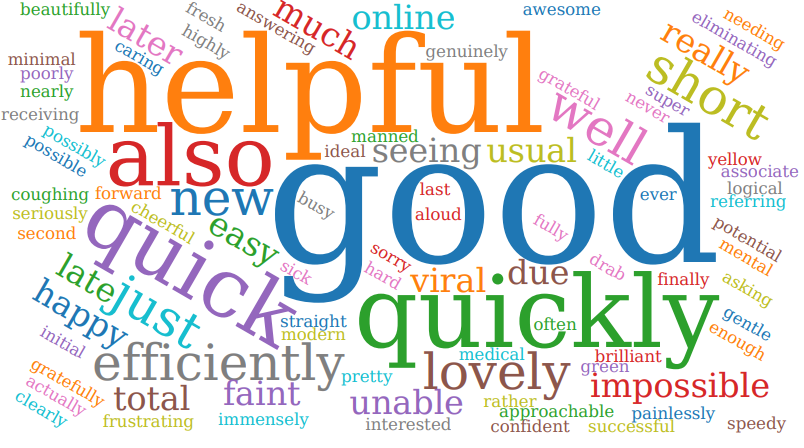 beautifully
fresh
answering
much
online
awesome
later
highly
needing
eliminating
helpful
caring
genuinely
really
minimal
poorly
nearly
grateful
short
super
never
receiving
well
possibly
possible
manned
ideal
seeing
usual
little
also
yellow
associate
logical
referring
coughing
forward
new
good
last
ever
seriously
cheerful
busy
aloud
fully
second
easy
quick
potential
mental
sorry
late
sick
hard
viral
due
drab
finally
asking
happy
just
quickly
straight
modern
often
gentle
enough
initial
efficiently
medical
brilliant
green
lovely
pretty
impossible
gratefully
actually
clearly
total
faint
unable
rather
approachable
painlessly
frustrating
immensely
interested
confident
successful
speedy